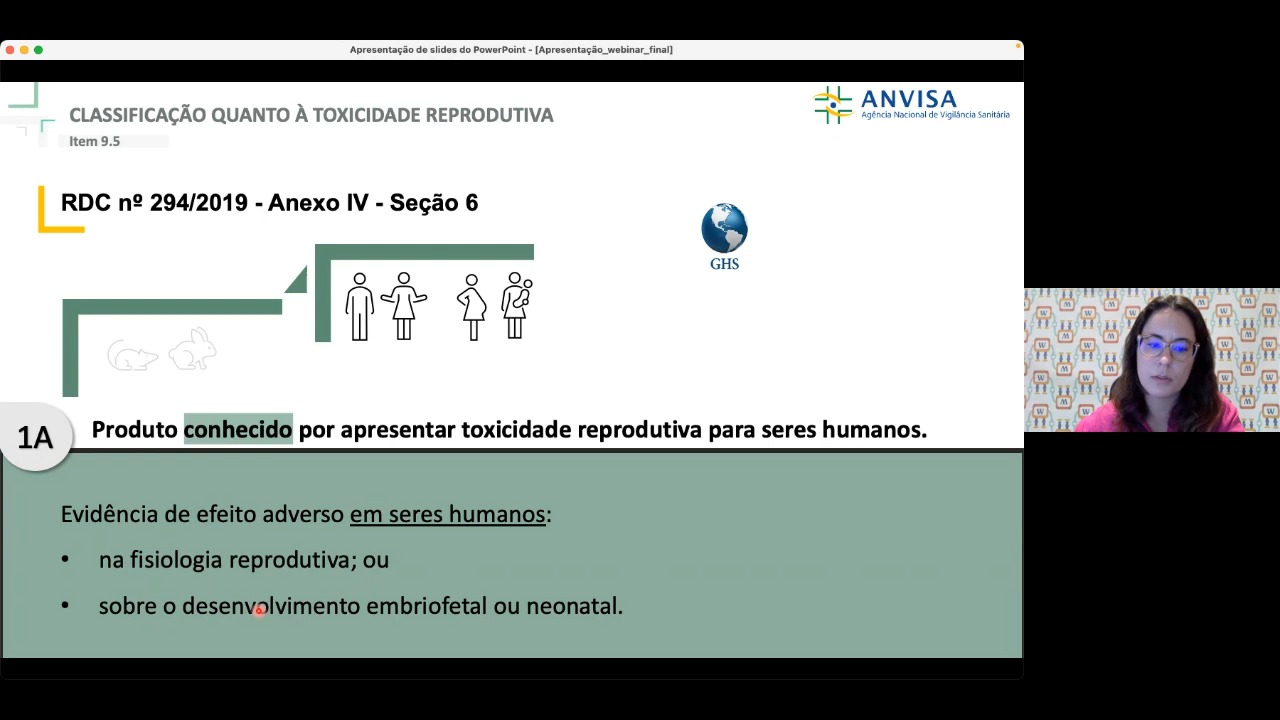 Apresentação de slides do PowerPoint - [Apresentação_webinar_final]
CLASSIFICAÇÃO QUANTO À TOXICIDADE REPRODUTIVA
Item 9.5
ANVISA
Agência Nacional de Vigilância Sanitária
RDC nº 294/2019 - Anexo IV - Seção 6
GHS
1A
Produto conhecido por apresentar toxicidade reprodutiva para seres humanos.
Evidência de efeito adverso em seres humanos:
• na fisiologia reprodutiva; ou
• sobre o desenvolvimento embriofetal ou neonatal.